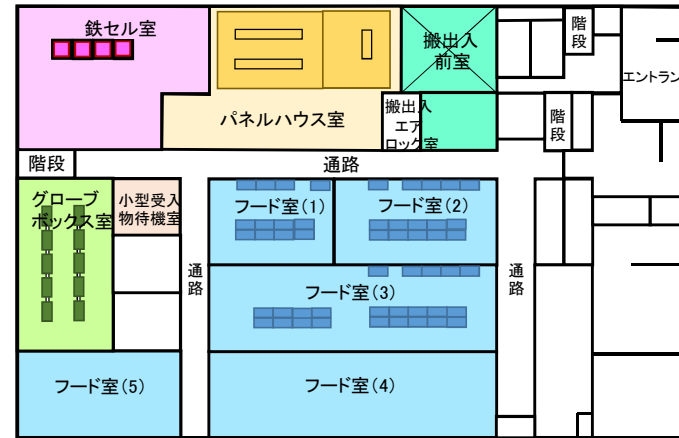 鉄セル室
搬出入
前室
階
段
エントラン
パネルハウス室
搬出入
エア
ロック室
階
段
階段
通路
グローブ
ボックス室
小型受入
物待機室
フード室(1)
フード室(2)
通
路
フード室(3)
通
路
フード室(5)
フード室(4)